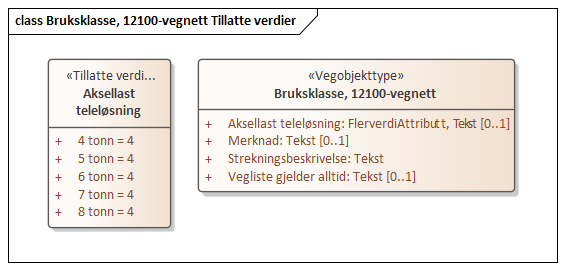 class Bruksklasse, 12100-vegnett Tillatte verdier
«Tillatte verdi...
Aksellast
teleløsning
+ 4 tonn = 4
+ 5 tonn = 4
+ 6 tonn = 4
+ 7 tonn = 4
+ 8 tonn = 4
«Vegobjekttype»
Bruksklasse, 12100-vegnett
+ Aksellast teleløsning: FlerverdiAttributt, Tekst [0..1]
+ Merknad: Tekst [0..1]
+ Strekningsbeskrivelse: Tekst
+ Vegliste gjelder alltid: Tekst [0..1]